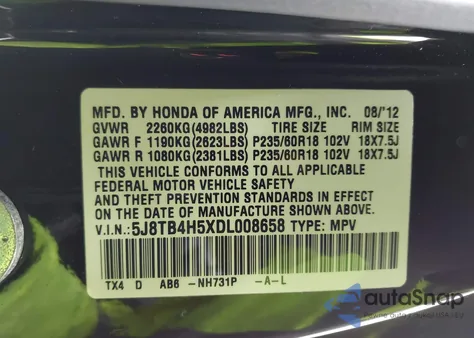 MFD. BY HONDA OF AMERICA MFG., INC. 08/'12
GVWR 2260KG(4982LBS) TIRE SIZE RIM SIZE
GAWR F 1190KG(2623LBS) P235/60R18 102V 18X7.5J
GAWR R 1080KG(2381LBS) P235/60R18 102V 18X7.5J
THIS VEHICLE CONFORMS TO ALL APPLICABLE
FEDERAL MOTOR VEHICLE SAFETY
AND THEFT PREVENTION STANDARDS IN EFFECT
ON THE DATE OF MANUFACTURE SHOWN ABOVE.
V.I.N.: 5J8TB4H5XDL008658 TYPE: MPV
TX4 D AB6 -NH731P -A-L
autoSnap